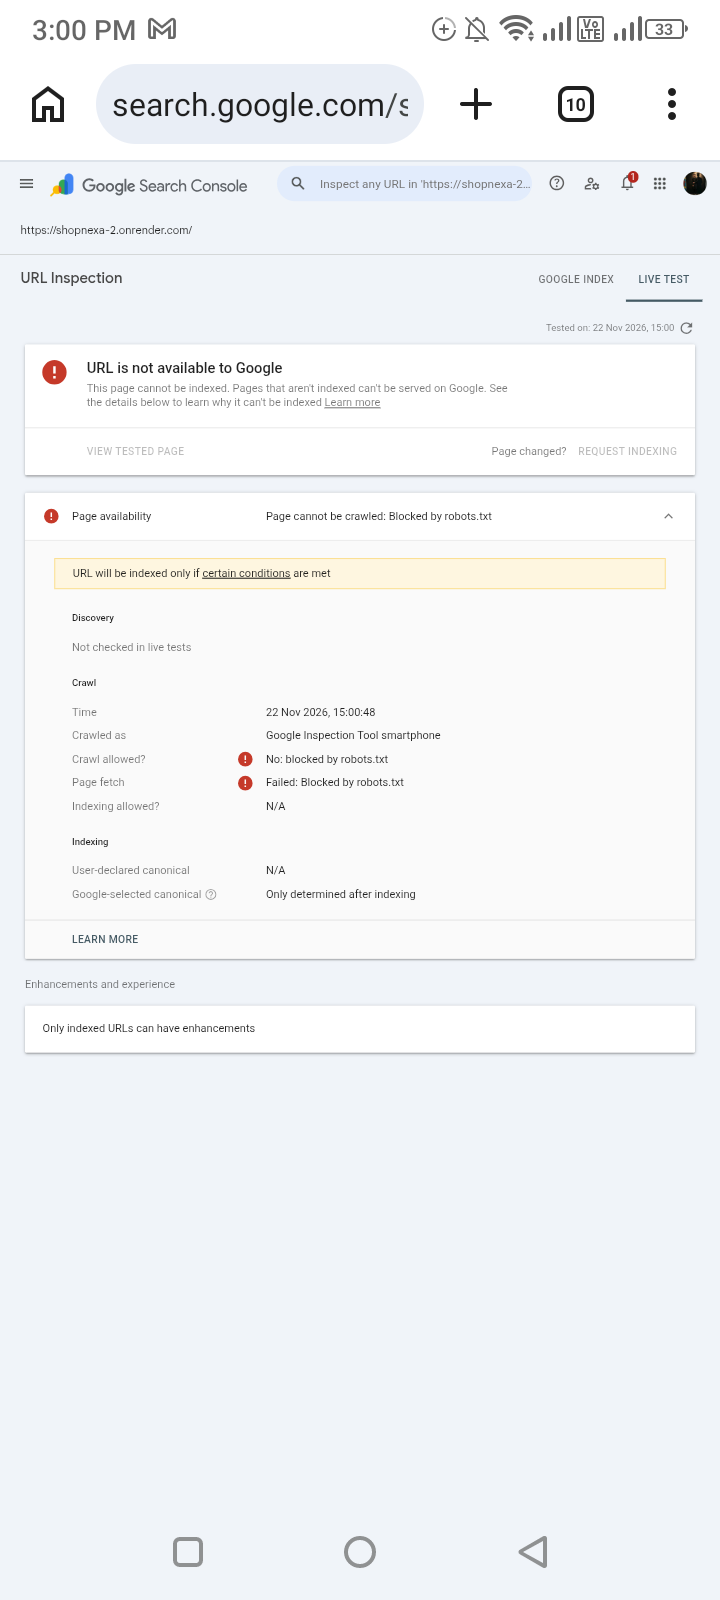 3:00 PM
Vo
LTE
33
search.google.com/s
10
Google Search Console
Inspect any URL in 'https://shopnexa-2...
1
https://shopnexa-2.onrender.com/
URL Inspection
GOOGLE INDEX
LIVE TEST
Tested on: 22 Nov 2026, 15:00
URL is not available to Google
This page cannot be indexed. Pages that aren't indexed can't be served on Google. See
the details below to learn why it can't be indexed Learn more
VIEW TESTED PAGE
Page changed?
REQUEST INDEXING
Page availability
Page cannot be crawled: Blocked by robots.txt
URL will be indexed only if certain conditions are met
Discovery
Not checked in live tests
Crawl
Time
22 Nov 2026, 15:00:48
Crawled as
Google Inspection Tool smartphone
Crawl allowed?
No: blocked by robots.txt
Page fetch
Failed: Blocked by robots.txt
Indexing allowed?
N/A
Indexing
User-declared canonical
N/A
Google-selected canonical
Only determined after indexing
LEARN MORE
Enhancements and experience
Only indexed URLs can have enhancements